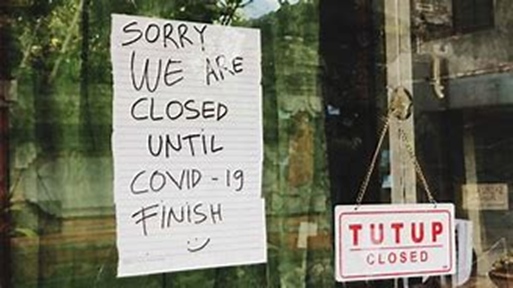 SORRY
WE ARE
CLOSED
UNTIL
COVID-19
FINISH
TUTUP
CLOSED